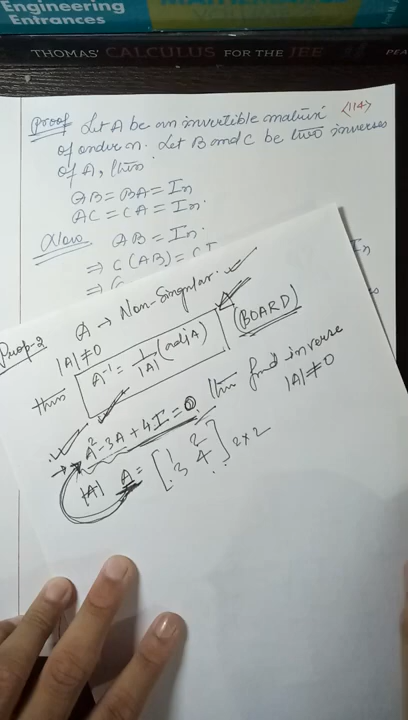 Engineering
Entrances
THOMAS' CALCULUS FOR THE JEE
<114>
Proof Let A be an invertible matrix
of order n. Let B and C be two inverses
of A, then
AB = BA = In
AC = CA = In.
Now AB = In.
⇒ C(AB) = CI
In
Prop-2 A → Non-Singular. ✓
|A| ≠ 0
then A⁻¹ = 1/|A| (adj A) (BOARD)
A² - 3A + 4I = 0 then find inverse
|A| A = [1 2
3 4] 2×2
|A| ≠ 0